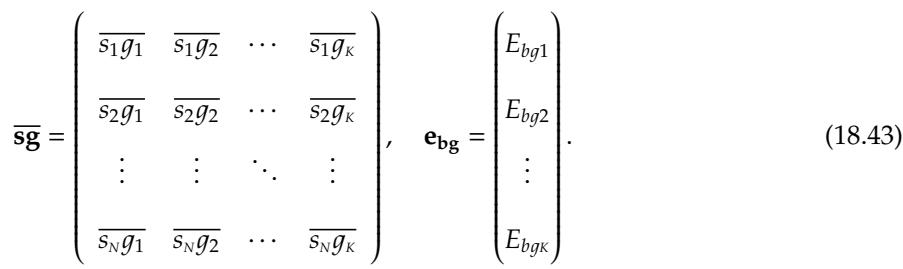 $$\overline{\mathbf{sg}} = \begin{pmatrix} \overline{s_1 g_1} & \overline{s_1 g_2} & \cdots & \overline{s_1 g_K} \\ \overline{s_2 g_1} & \overline{s_2 g_2} & \cdots & \overline{s_2 g_K} \\ \vdots & \vdots & \ddots & \vdots \\ \overline{s_N g_1} & \overline{s_N g_2} & \cdots & \overline{s_N g_K} \end{pmatrix}, \quad \mathbf{e_{bg}} = \begin{pmatrix} E_{bg1} \\ E_{bg2} \\ \vdots \\ E_{bgK} \end{pmatrix}. \quad (18.43)$$